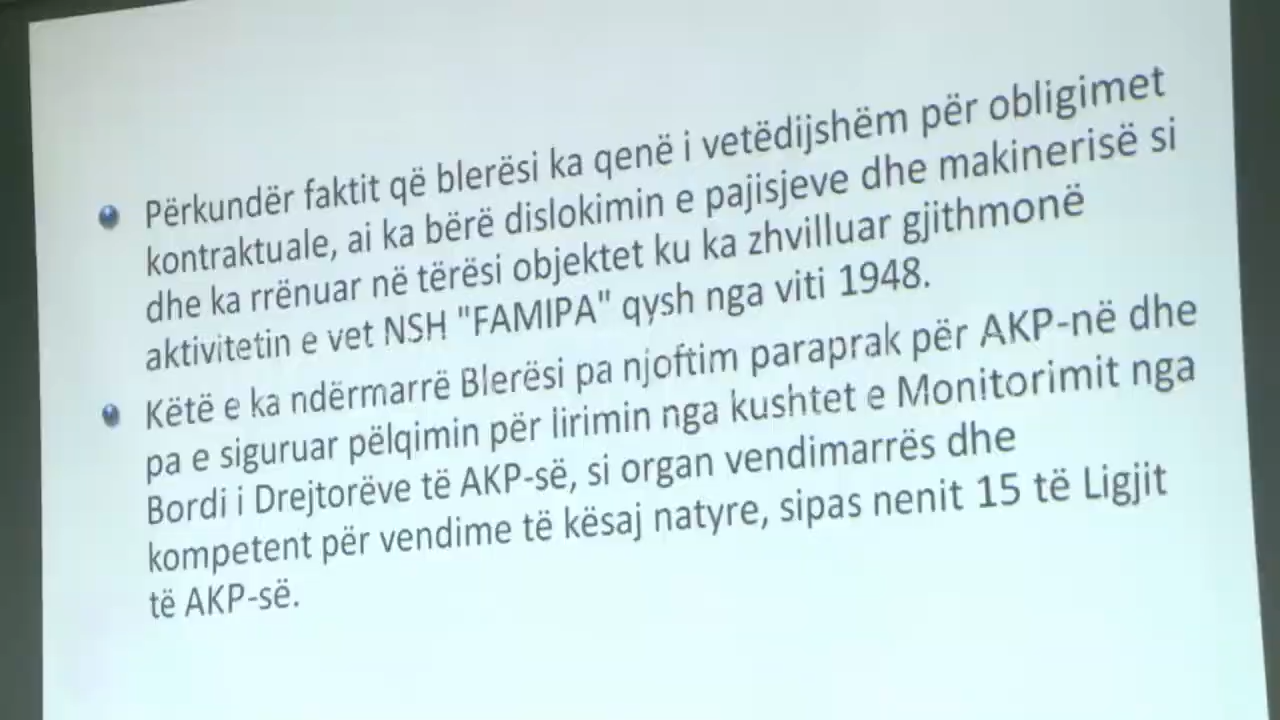 Përkundër faktit që blerësi ka qenë i vetëdijshëm për obligimet
kontraktuale, ai ka bërë dislokimin e pajisjeve dhe makinerisë si
dhe ka rrënuar në tërësi objektet ku ka zhvilluar gjithmonë
aktivitetin e vet NSH "FAMIPA" qysh nga viti 1948.
Këtë e ka ndërmarrë Blerësi pa njoftim paraprak për AKP-në dhe
pa e siguruar pëlqimin për lirimin nga kushtet e Monitorimit nga
Bordi i Drejtorëve të AKP-së, si organ vendimarrës dhe
kompetent për vendime të kësaj natyre, sipas nenit 15 të Ligjit
të AKP-së.